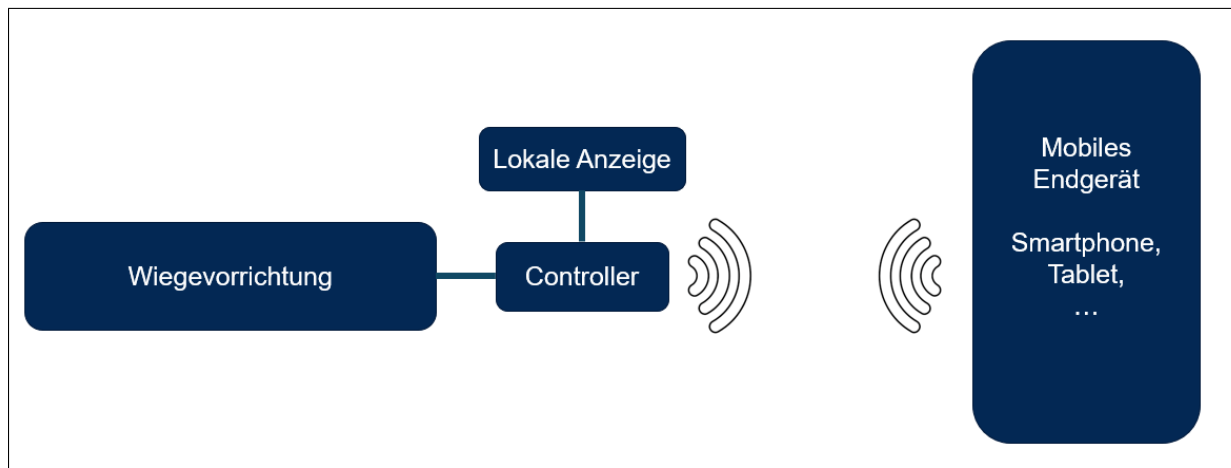 Lokale Anzeige
Wiegevorrichtung
Controller
Mobiles
Endgerät
Smartphone,
Tablet,
...